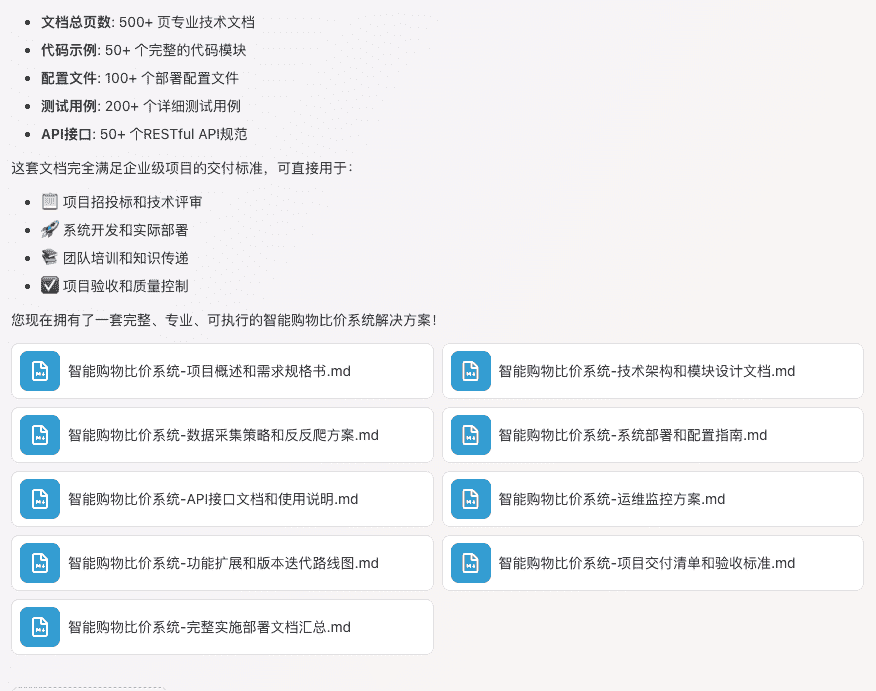 文档总页数: 500+ 页专业技术文档
代码示例: 50+ 个完整的代码模块
配置文件: 100+ 个部署配置文件
测试用例: 200+ 个详细测试用例
API接口: 50+ 个RESTful API规范
这套文档完全满足企业级项目的交付标准，可直接用于：
项目招投标和技术评审
系统开发和实际部署
团队培训和知识传递
项目验收和质量控制
您现在拥有了一套完整、专业、可执行的智能购物比价系统解决方案！
智能购物比价系统-项目概述和需求规格书.md
智能购物比价系统-技术架构和模块设计文档.md
智能购物比价系统-数据采集策略和反反爬方案.md
智能购物比价系统-系统部署和配置指南.md
智能购物比价系统-API接口文档和使用说明.md
智能购物比价系统-运维监控方案.md
智能购物比价系统-功能扩展和版本迭代路线图.md
智能购物比价系统-项目交付清单和验收标准.md
智能购物比价系统-完整实施部署文档汇总.md